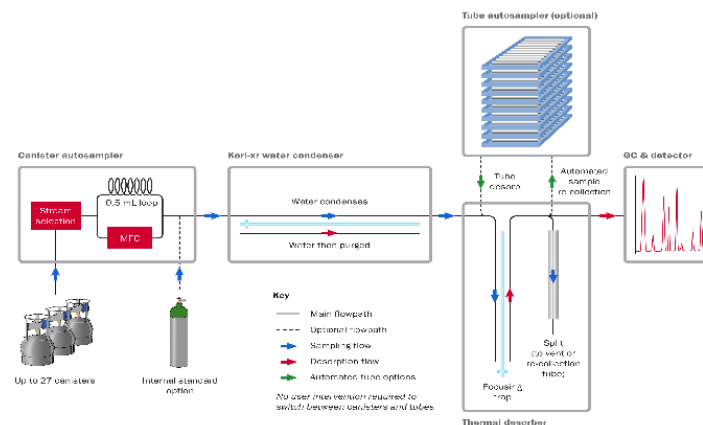 Tube autosampler (optional)
Canister autosampler
Kori-xr water condenser
GC & detector
Tube
desorb
Automated
sample
re-collection
0.5 mL loop
Stream
selection
MFC
Water condenses
Water then purged
Key
Main flowpath
Optional flowpath
Sampling flow
Desorption flow
Automated tube options
No user intervention required to
switch between canisters and tubes
Up to 27 canisters
Internal standard
option
Split
(to vent or
re-collection
tube)
Focusing
trap
Thermal desorber